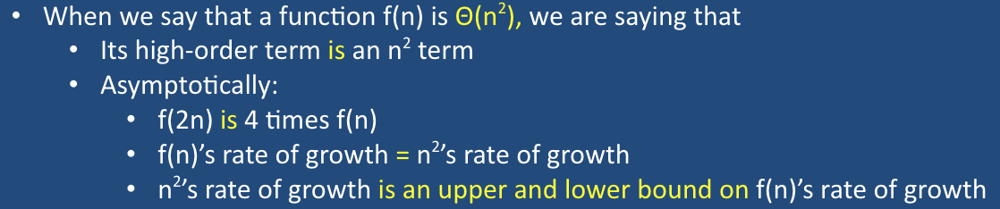 • When we say that a function f(n) is Θ(n²), we are saying that
• Its high-order term is an n² term
• Asymptotically:
• f(2n) is 4 times f(n)
• f(n)’s rate of growth = n²’s rate of growth
• n²’s rate of growth is an upper and lower bound on f(n)’s rate of growth